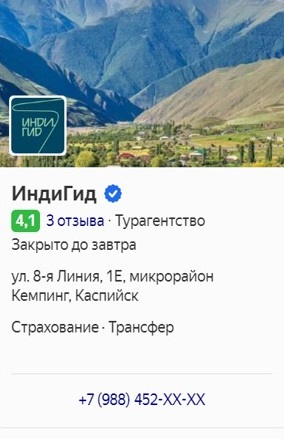 ИНДИ
ГИД
ИндиГид
4,1 3 отзыва · Турагентство
Закрыто до завтра
ул. 8-я Линия, 1Е, микрорайон
Кемпинг, Каспийск
Страхование · Трансфер
+7 (988) 452-XX-XX